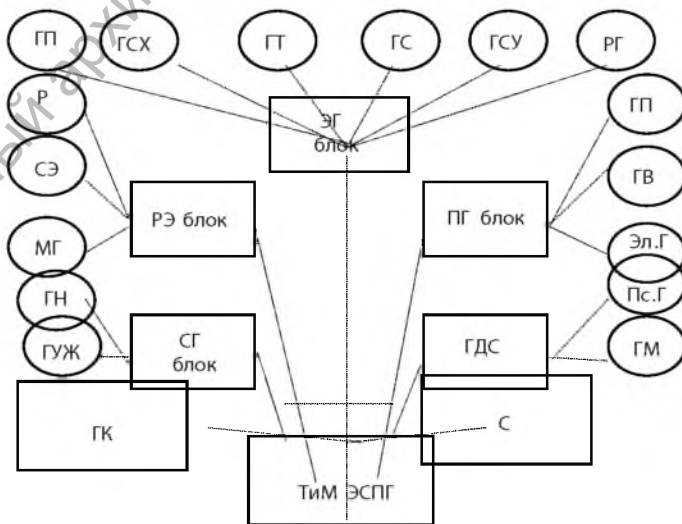 ГП ГСХ ГТ ГС ГСУ РГ
Р ЭГ ГП
блок
СЭ ГВ
РЭ блок ПГ блок
МГ Эл.Г
ГН Пс.Г
СГ ГДС
ГУЖ блок ГМ
ГК С
ТиМ ЭСПГ